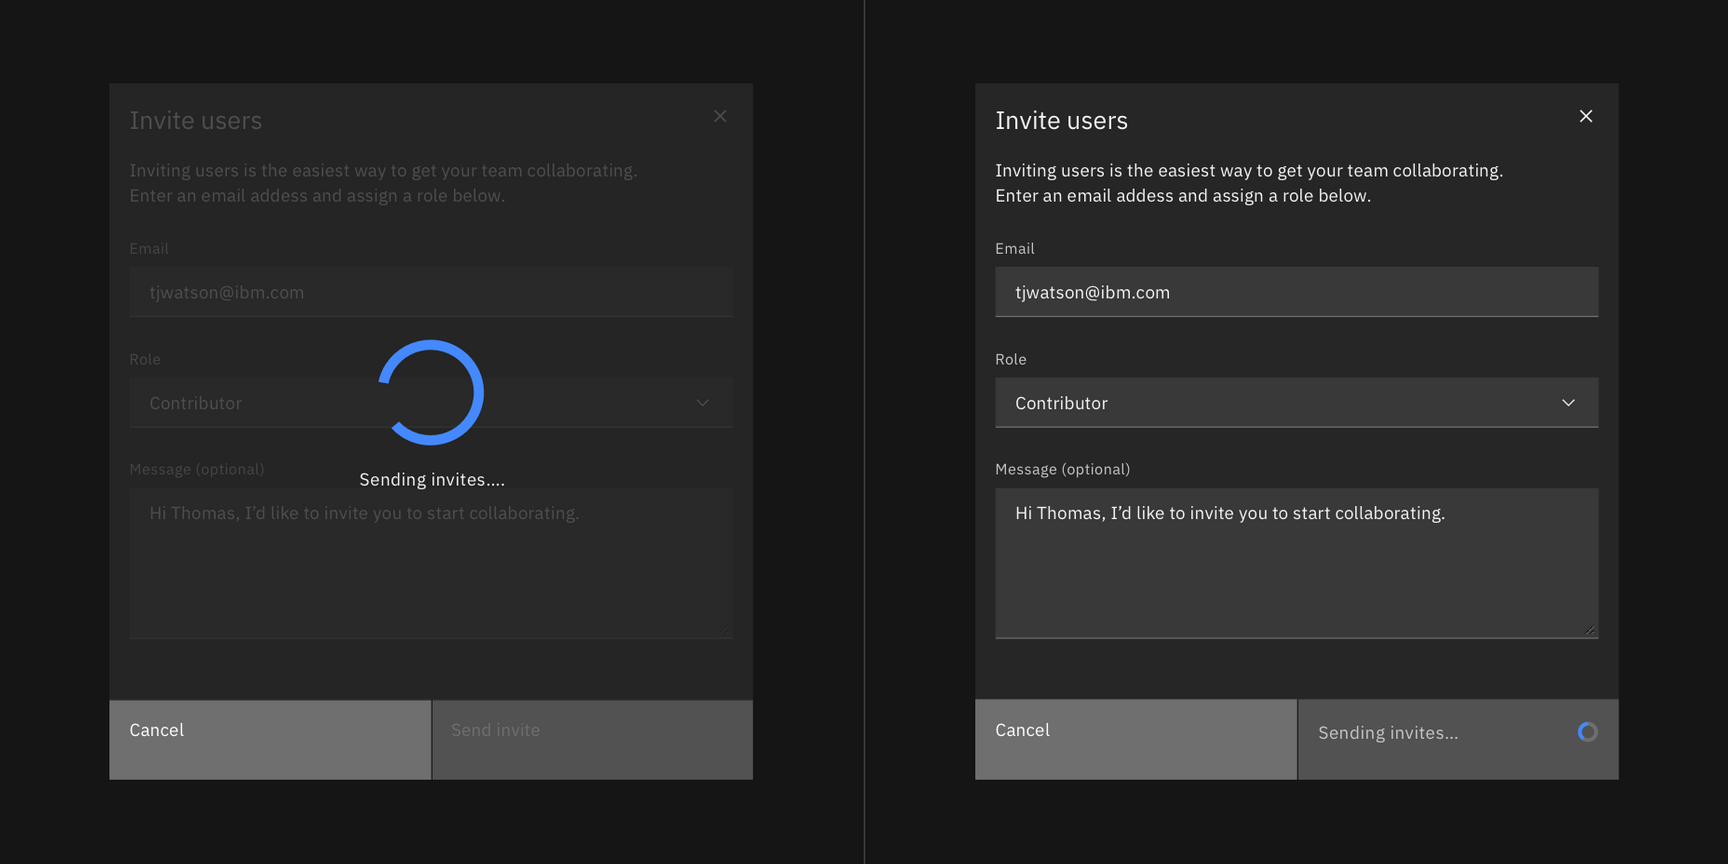 Invite users
Inviting users is the easiest way to get your team collaborating.
Enter an email addess and assign a role below.
Email
tjwatson@ibm.com
Role
Contributor
Message (optional)
Sending invites....
Hi Thomas, I’d like to invite you to start collaborating.
Cancel
Send invite
Invite users
Inviting users is the easiest way to get your team collaborating.
Enter an email addess and assign a role below.
Email
tjwatson@ibm.com
Role
Contributor
Message (optional)
Hi Thomas, I’d like to invite you to start collaborating.
Cancel
Sending invites...